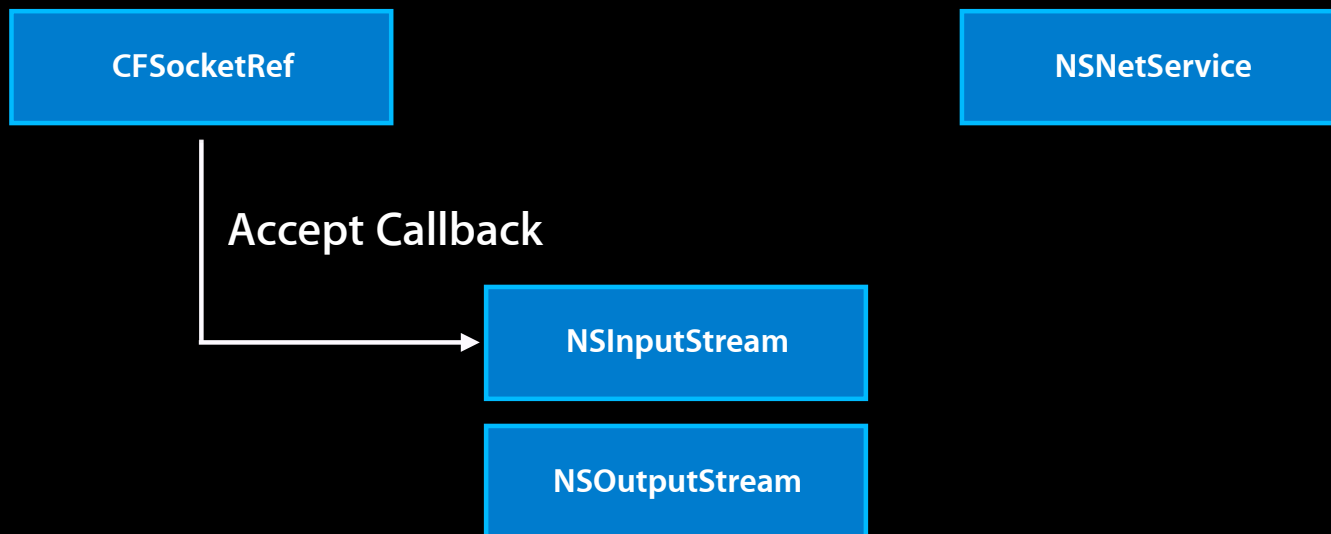 CFSocketRef
NSNetService
Accept Callback
NSInputStream
NSOutputStream